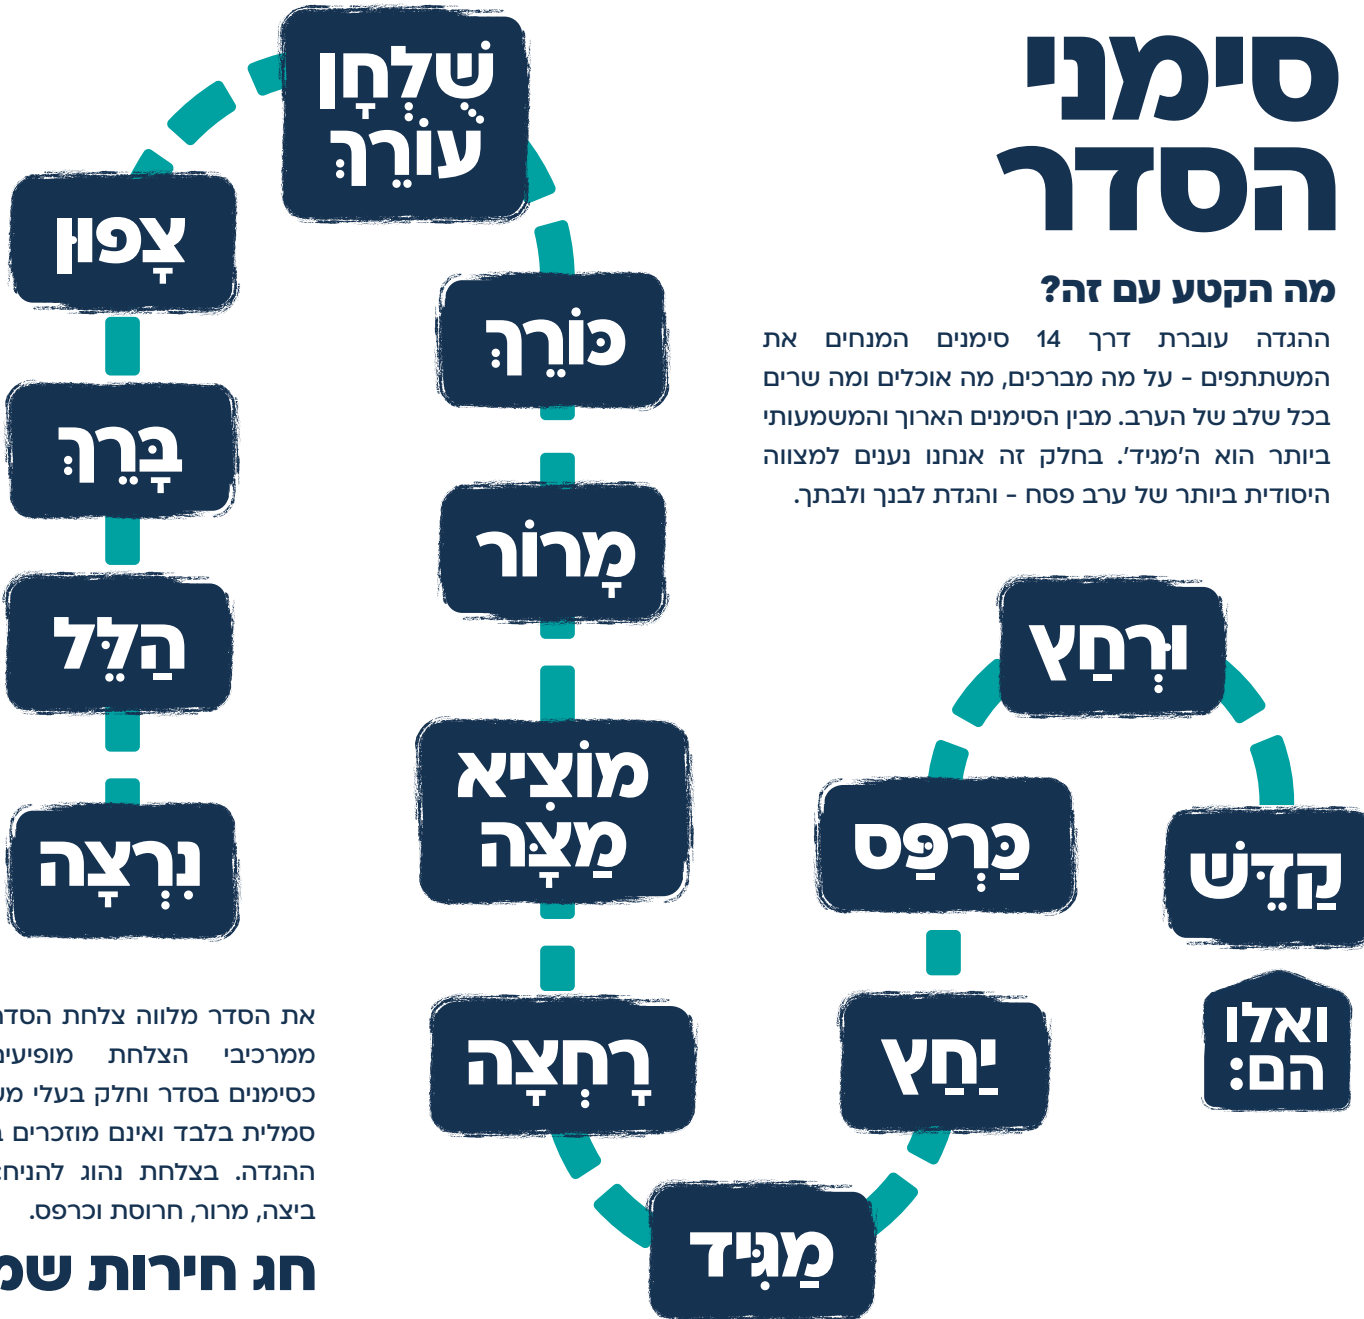 סימני
הסדר
מה הקטע עם זה?
ההגדה עוברת דרך 14 סימנים המנחים את
המשתתפים - על מה מברכים, מה אוכלים ומה שרים
בכל שלב של הערב. מבין הסימנים הארוך והמשמעותי
ביותר הוא ה'מגיד'. בחלק זה אנחנו נענים למצווה
היסודית ביותר של ערב פסח - והגדת לבנך ולבתך.
ואלו
הם:
קַדֵּשׁ
וּרְחַץ
כַּרְפַּס
יַחַץ
מַגִּיד
רָחְצָה
מוֹצִיא
מַצָּה
מָרוֹר
כּוֹרֵךְ
שֻׁלְחָן
עוֹרֵךְ
צָפוּן
בָּרֵךְ
הַלֵּל
נִרְצָה
את הסדר מלווה צלחת הסדר
ממרכיבי הצלחת
כסימנים בסדר וחלק בעלי
סמלית בלבד ואינם מוזכרים
ההגדה. בצלחת נהוג להניח:
ביצה, מרור, חרוסת וכרפס.
חג חירות